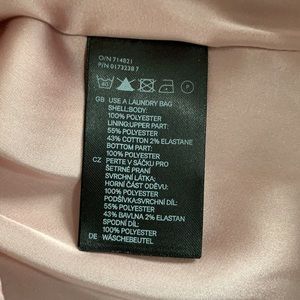 O/N 714821
P/N 0173238 7
GB USE A LAUNDRY BAG
SHELL:BODY:
100% POLYESTER
LINING:UPPER PART:
55% POLYESTER
43% COTTON 2% ELASTANE
BOTTOM PART:
100% POLYESTER
CZ PERTE V SÁČKU PRO
ŠETRNÉ PRANÍ
SVRCHNÍ LÁTKA:
HORNÍ ČÁST ODĚVU:
100% POLYESTER
PODŠÍVKA:SVRCHNÍ DÍL:
55% POLYESTER
43% BAVLNA 2% ELASTAN
SPODNÍ DÍL:
100% POLYESTER
DE WÄSCHEBEUTEL